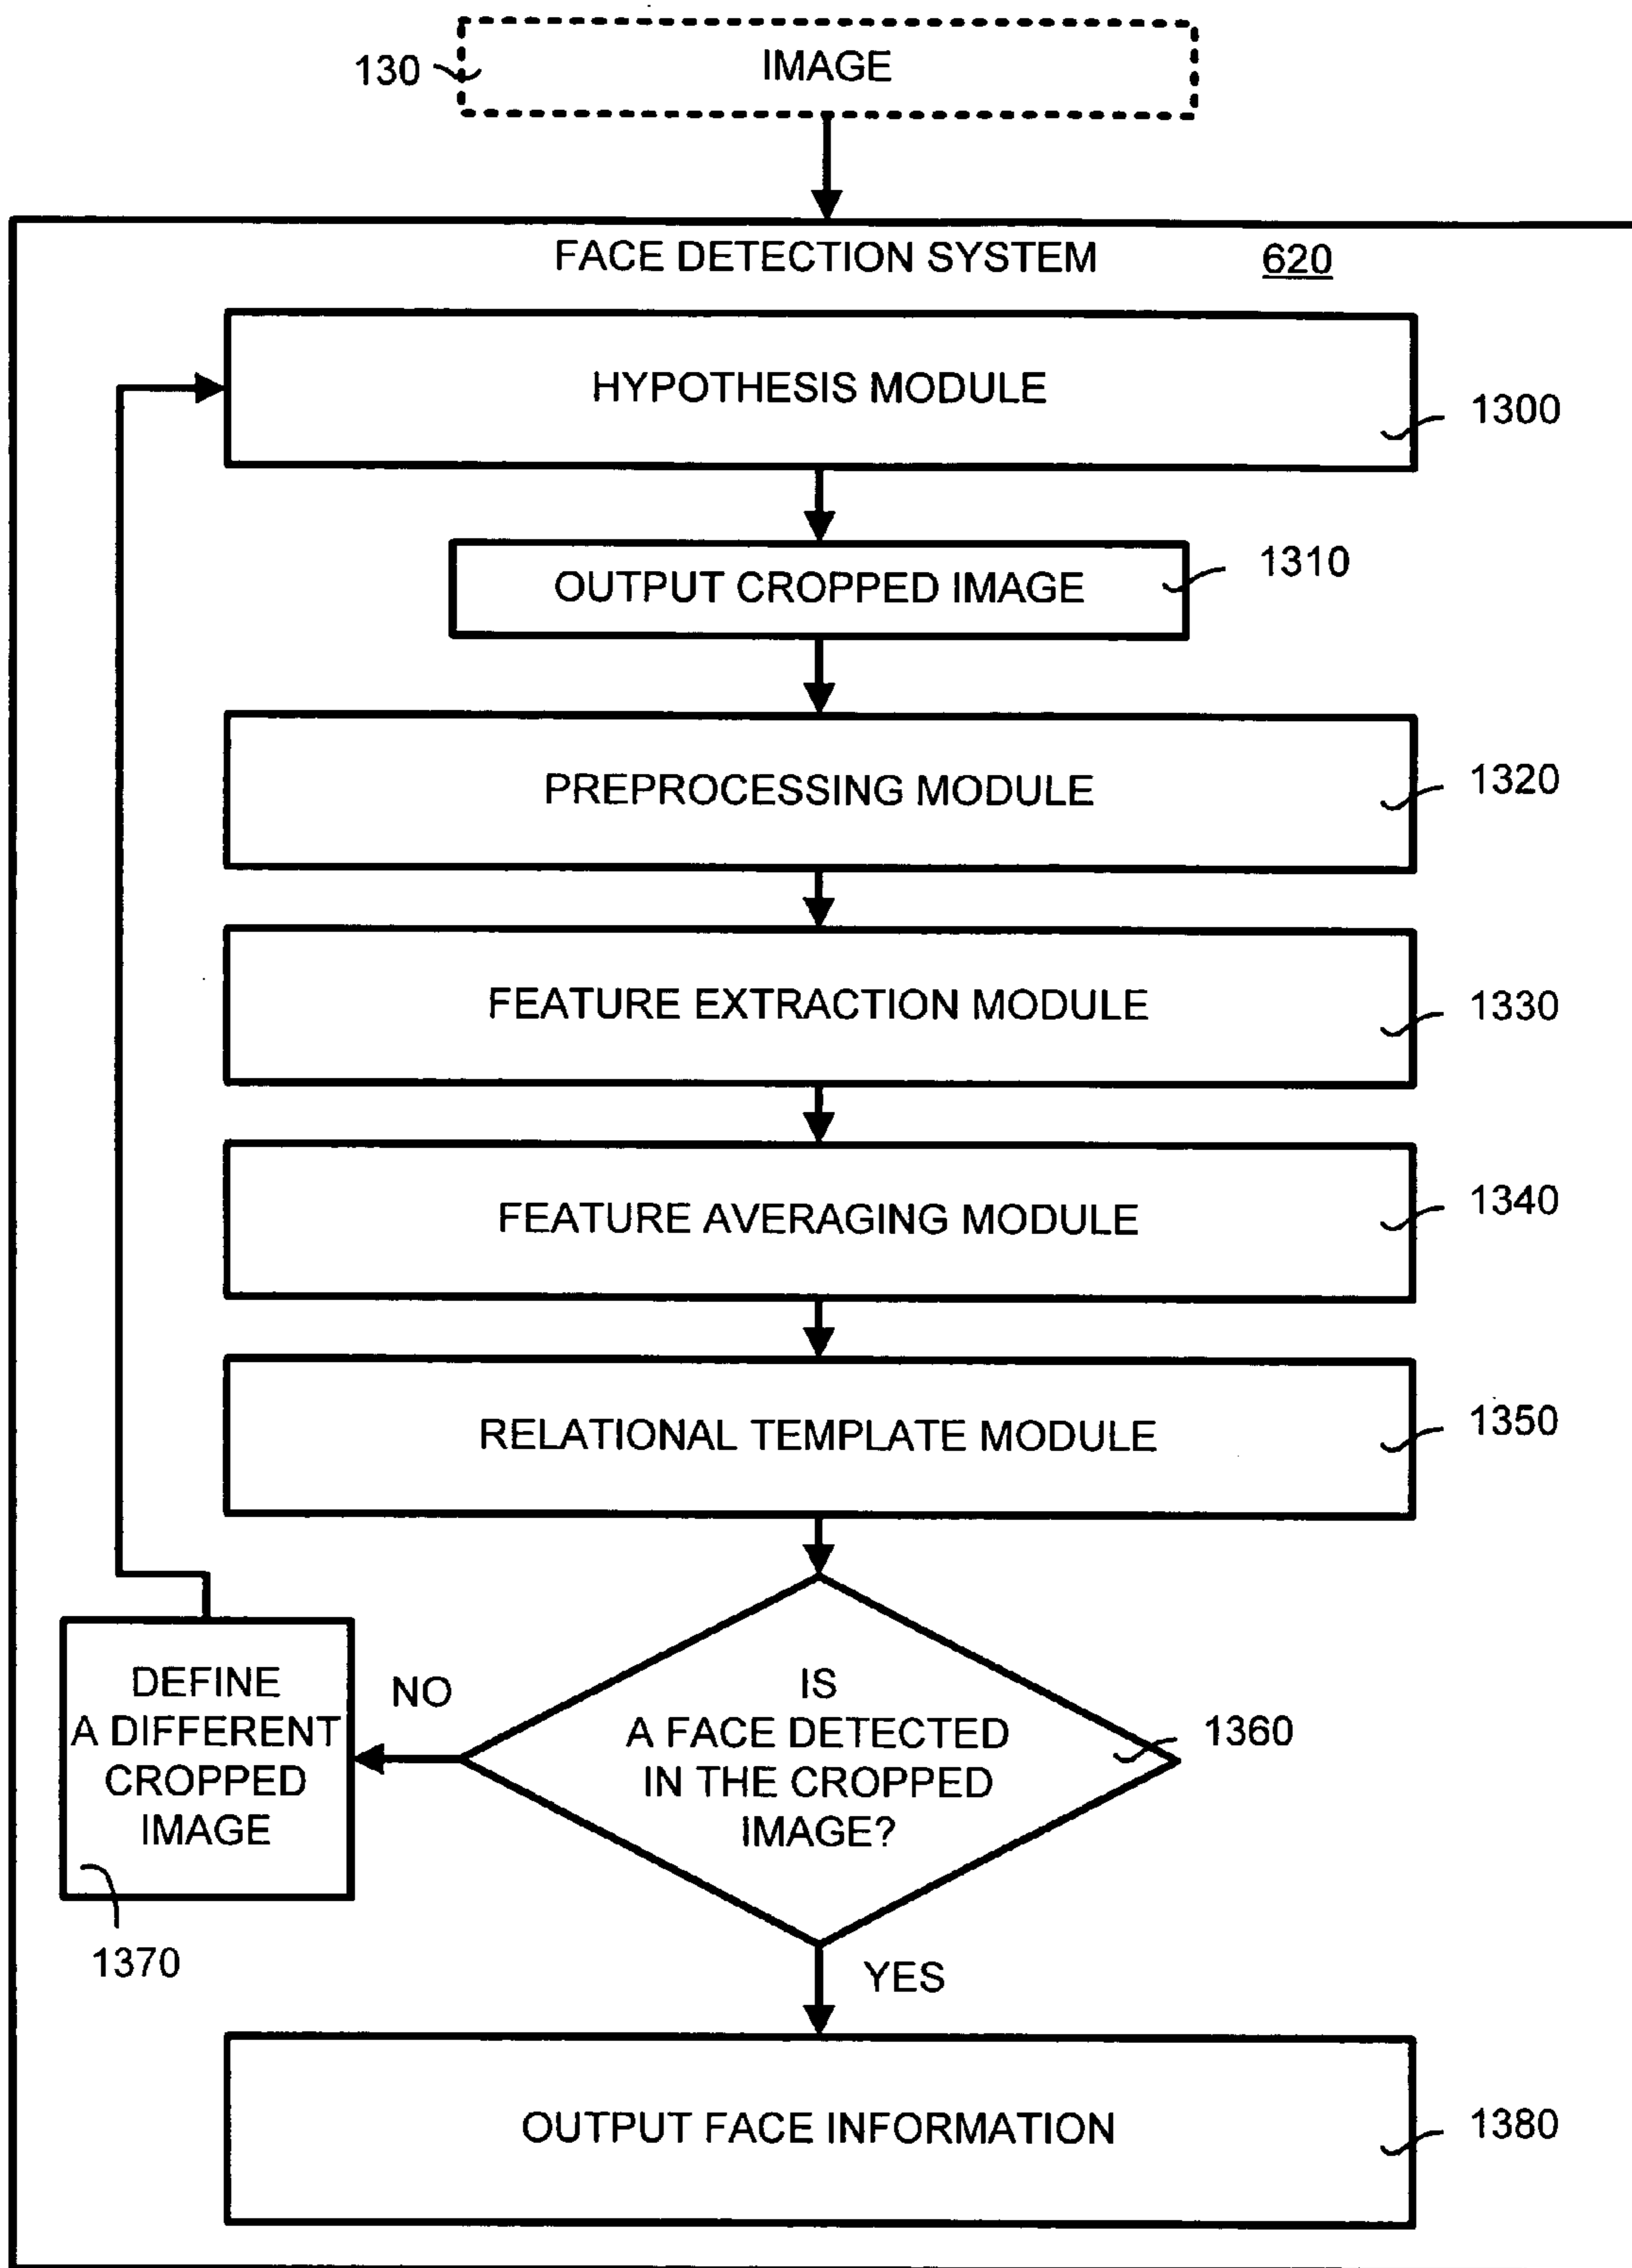 IMAGE
130
FACE DETECTION SYSTEM 620
HYPOTHESIS MODULE
1300
OUTPUT CROPPED IMAGE
1310
PREPROCESSING MODULE
1320
FEATURE EXTRACTION MODULE
1330
FEATURE AVERAGING MODULE
1340
RELATIONAL TEMPLATE MODULE
1350
IS
A FACE DETECTED
IN THE CROPPED
IMAGE?
1360
NO
DEFINE
A DIFFERENT
CROPPED
IMAGE
1370
YES
OUTPUT FACE INFORMATION
1380